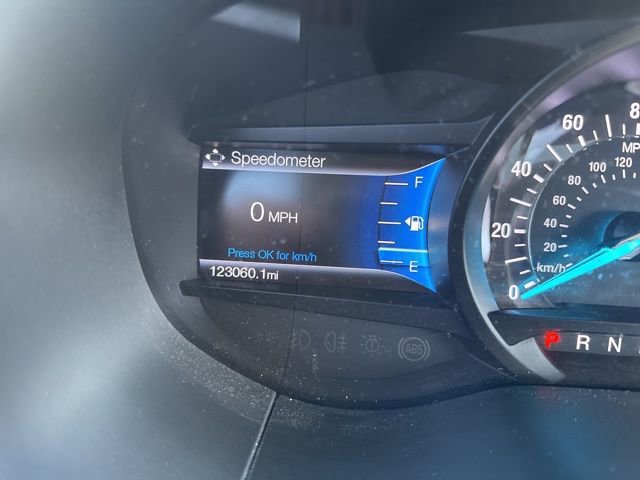 Speedometer
F
0 MPH
E
Press OK for km/h
123060.1mi
ABS
0
20
40
60
MP
20
40
60
80
100
120
km/h
P R N